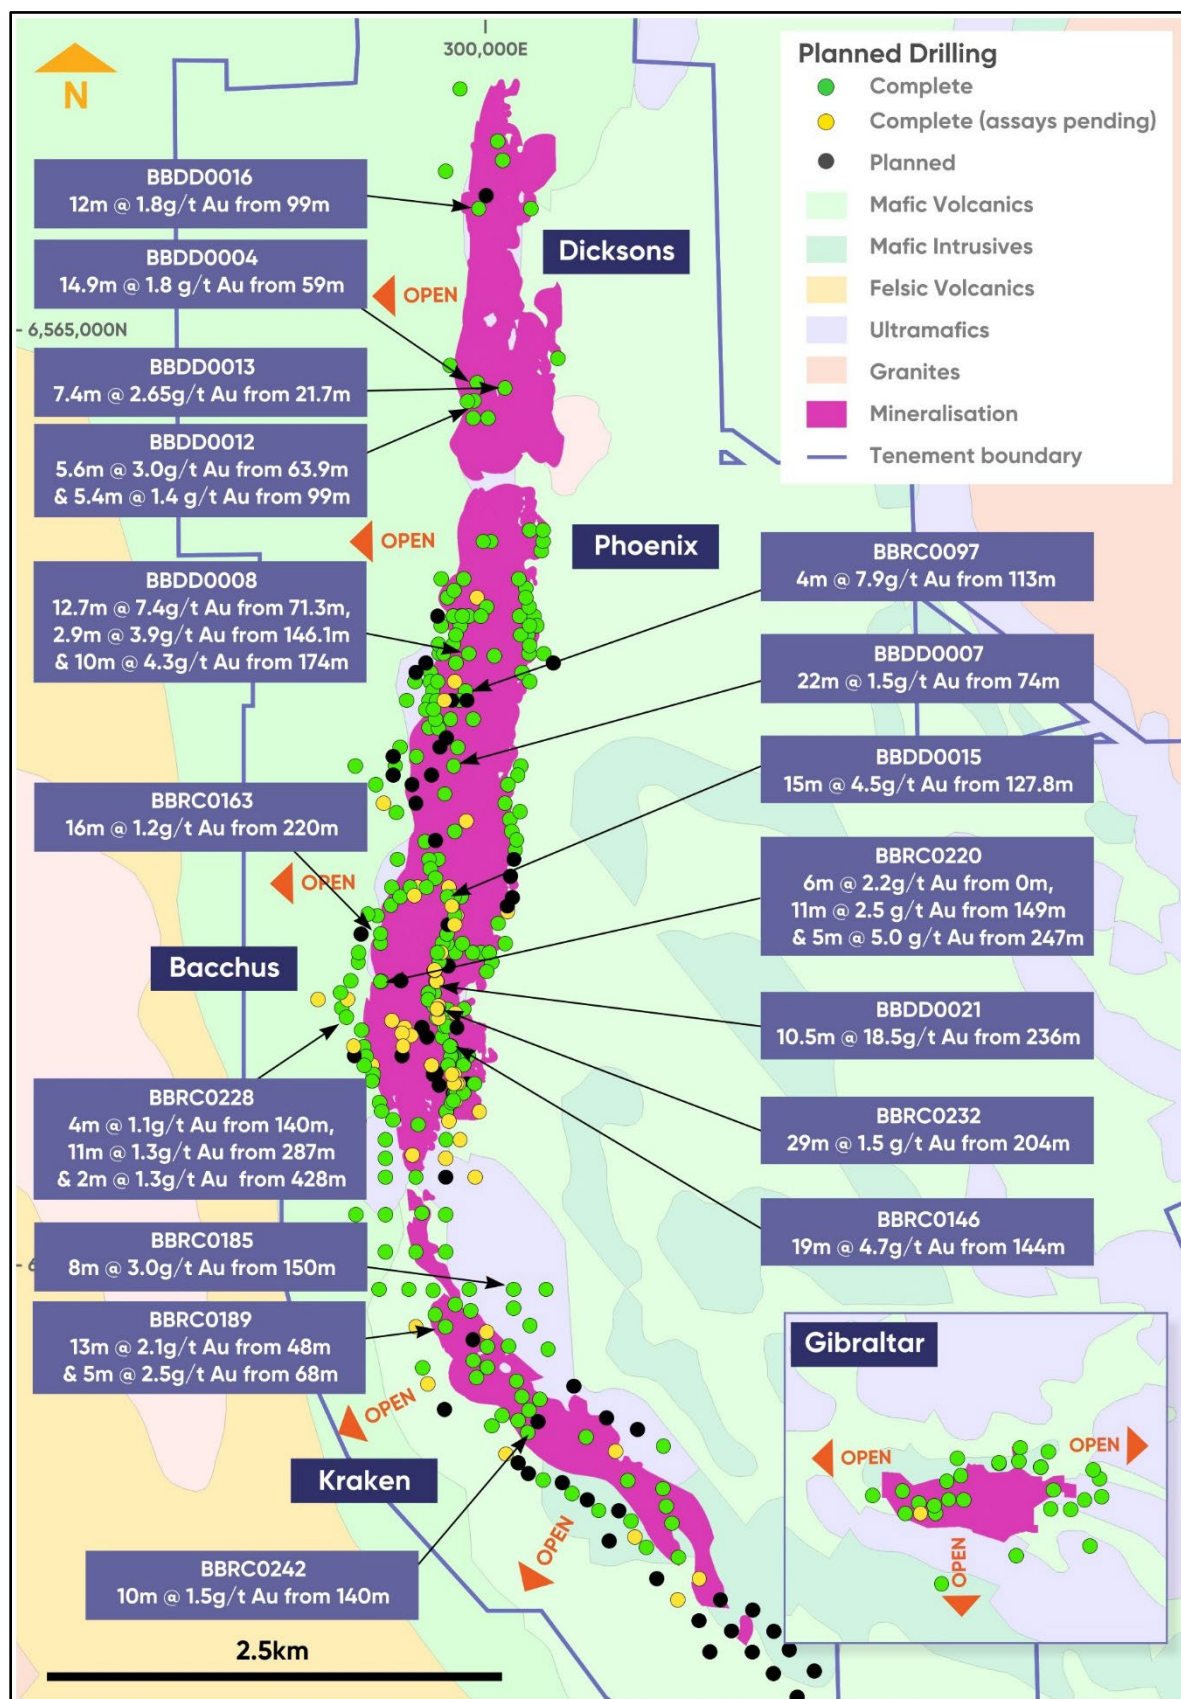 300,000E
N
Planned Drilling
Complete
Complete (assays pending)
Planned
Mafic Volcanics
Mafic Intrusives
Felsic Volcanics
Ultramafics
Granites
Mineralisation
Tenement boundary
BBDD0016
12m @ 1.8g/t Au from 99m
Dicksons
BBDD0004
14.9m @ 1.8 g/t Au from 59m
OPEN
6,565,000N
BBDD0013
7.4m @ 2.65g/t Au from 21.7m
BBDD0012
5.6m @ 3.0g/t Au from 63.9m
& 5.4m @ 1.4 g/t Au from 99m
OPEN
Phoenix
BBDD0008
12.7m @ 7.4g/t Au from 71.3m,
2.9m @ 3.9g/t Au from 146.1m
& 10m @ 4.3g/t Au from 174m
BBRC0097
4m @ 7.9g/t Au from 113m
BBDD0007
22m @ 1.5g/t Au from 74m
BBDD0015
15m @ 4.5g/t Au from 127.8m
BBRC0163
16m @ 1.2g/t Au from 220m
OPEN
BBRC0220
6m @ 2.2g/t Au from 0m,
11m @ 2.5 g/t Au from 149m
& 5m @ 5.0 g/t Au from 247m
Bacchus
BBDD0021
10.5m @ 18.5g/t Au from 236m
BBRC0228
4m @ 1.1g/t Au from 140m,
11m @ 1.3g/t Au from 287m
& 2m @ 1.3g/t Au from 428m
BBRC0232
29m @ 1.5 g/t Au from 204m
BBRC0146
19m @ 4.7g/t Au from 144m
BBRC0185
8m @ 3.0g/t Au from 150m
BBRC0189
13m @ 2.1g/t Au from 48m
& 5m @ 2.5g/t Au from 68m
OPEN
Kraken
OPEN
BBRC0242
10m @ 1.5g/t Au from 140m
2.5km
Gibraltar
OPEN
OPEN
OPEN